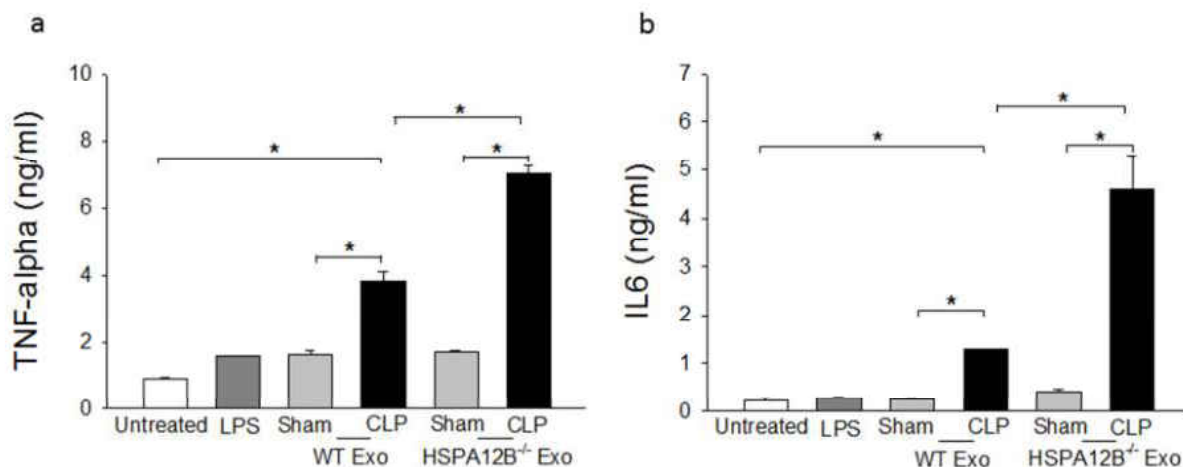 a
TNF-alpha (ng/ml)
10
8
6
4
2
0
*
*
*
*
Untreated LPS Sham CLP Sham CLP
WT Exo HSPA12B-/- Exo
b
IL6 (ng/ml)
7
6
5
4
3
2
1
0
*
*
*
*
Untreated LPS Sham CLP Sham CLP
WT Exo HSPA12B-/- Exo